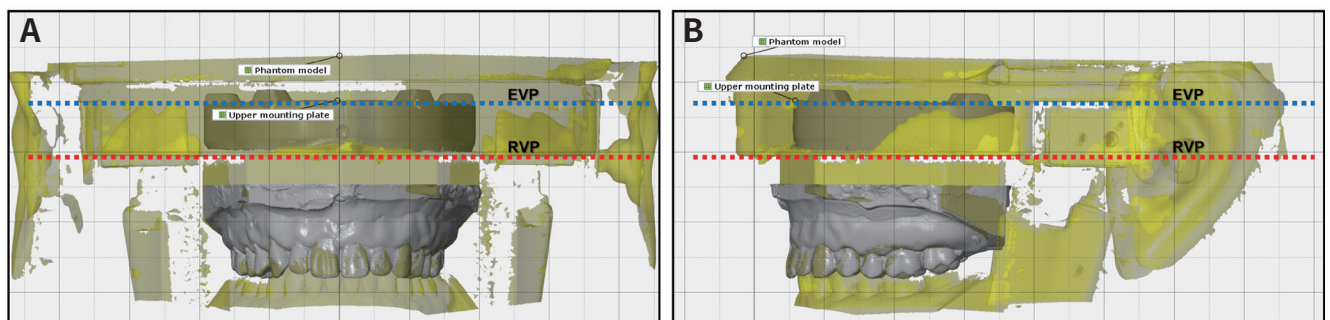 A
Phantom model
Upper mounting plate
EVP
RVP
B
Phantom model
Upper mounting plate
EVP
RVP